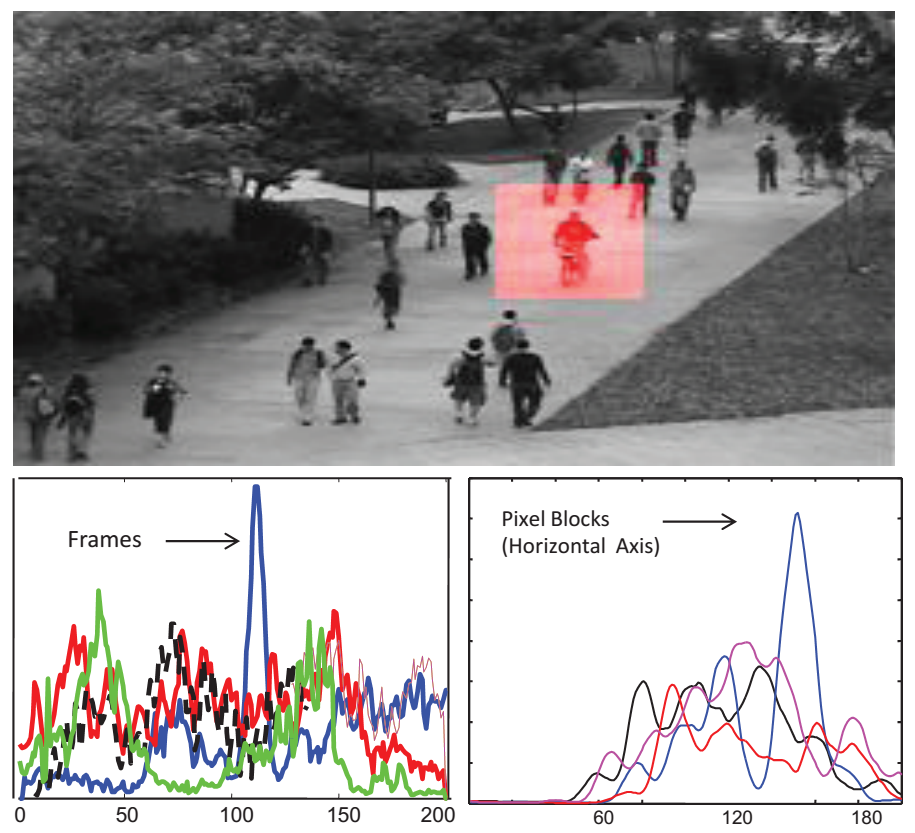 Frames
0 50 100 150 200
Pixel Blocks
(Horizontal Axis)
60 120 180